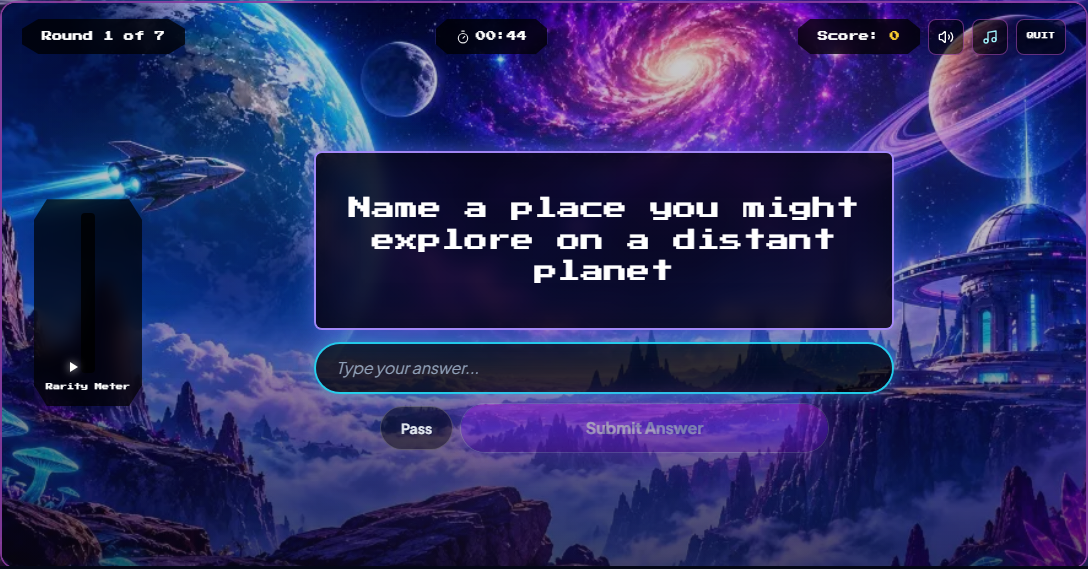 Round 1 of 7
00:44
Score: 0
QUIT
Name a place you might
explore on a distant
planet
Type your answer...
Rarity Meter
Pass
Submit Answer